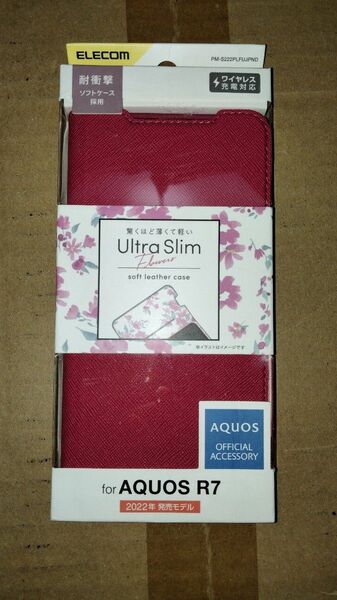 ELECOM
PM-S222PLFUJPND
耐衝撃
ソフトケース
採用
ワイヤレス
充電対応
驚くほど薄くて軽い
Ultra Slim
Flowers
soft leather case
※イラストはイメージです。
AQUOS
OFFICIAL
ACCESSORY
for AQUOS R7
2022年 発売モデル